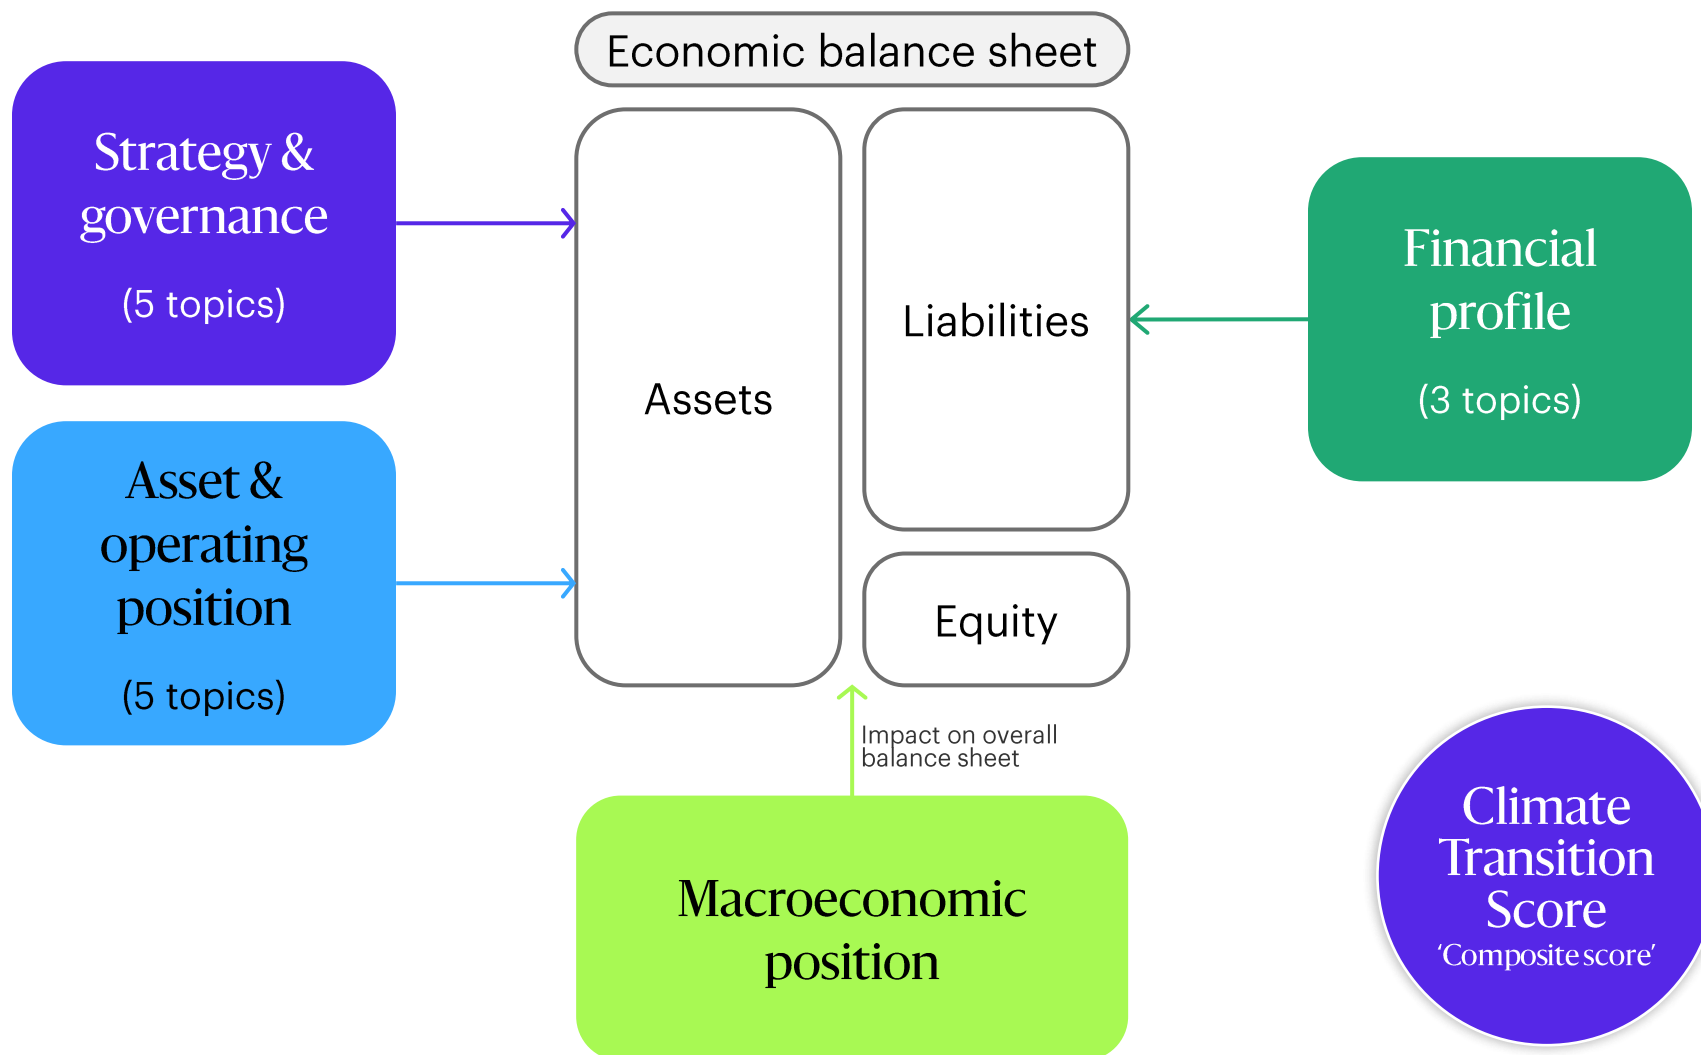 Economic balance sheet
Strategy &
governance
(5 topics)
Asset &
operating
position
(5 topics)
Assets
Liabilities
Equity
Financial
profile
(3 topics)
Impact on overall
balance sheet
Macroeconomic
position
Climate
Transition
Score
‘Composite score’